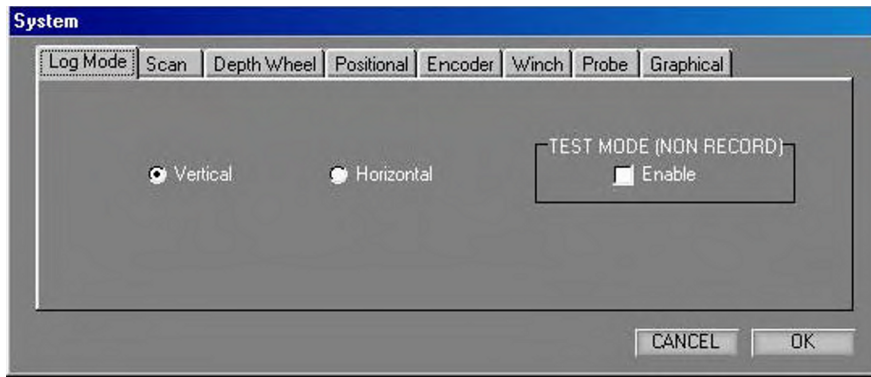 System
Log Mode Scan Depth Wheel Positional Encoder Winch Probe Graphical
TEST MODE (NON RECORD)
Vertical Horizontal Enable
CANCEL OK